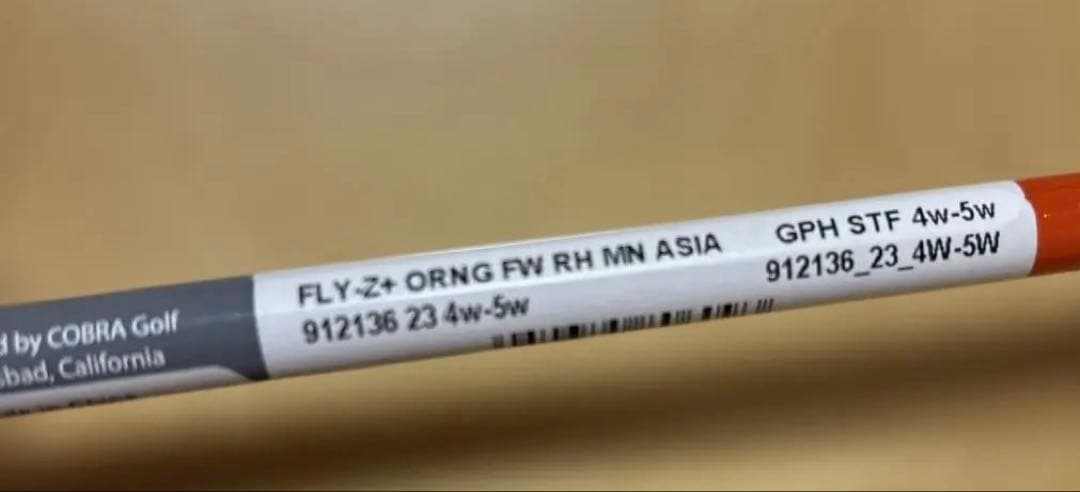 d by COBRA Golf
bad, California
FLY-Z+ ORNG FW RH MN ASIA
912136 23 4w-5w
GPH STF 4w-5w
912136_23_4W-5W